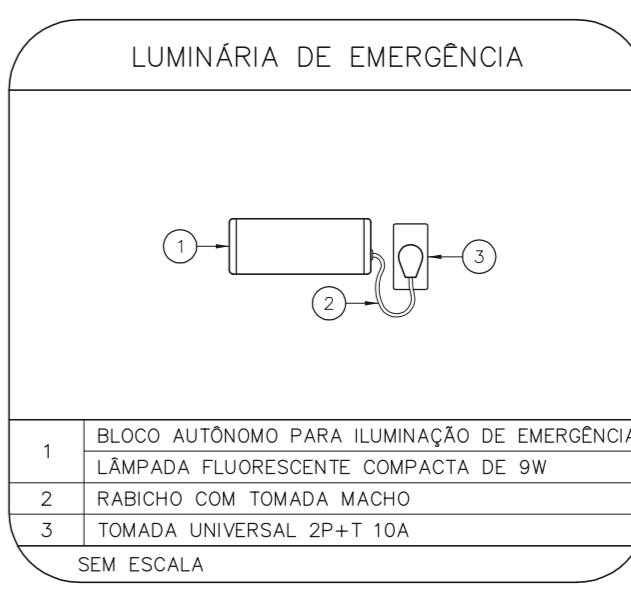 LUMINÁRIA DE EMERGÊNCIA
1
3
2
1
BLOCO AUTÔNOMO PARA ILUMINAÇÃO DE EMERGÊNCIA
LÂMPADA FLUORESCENTE COMPACTA DE 9W
2 RABICHO COM TOMADA MACHO
3 TOMADA UNIVERSAL 2P+T 10A
SEM ESCALA